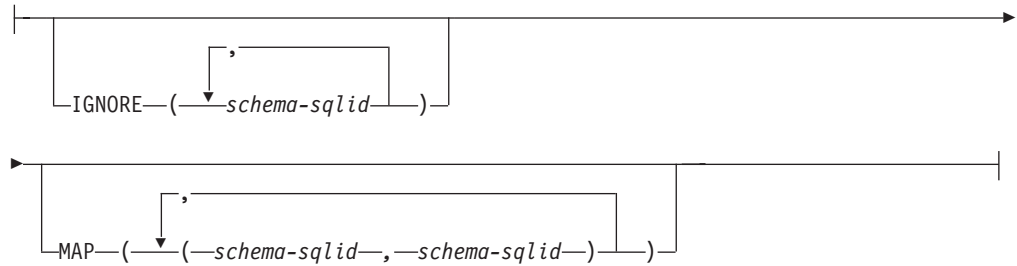 ,
IGNORE ( schema-sqlid )
,
MAP ( ( schema-sqlid , schema-sqlid ) )